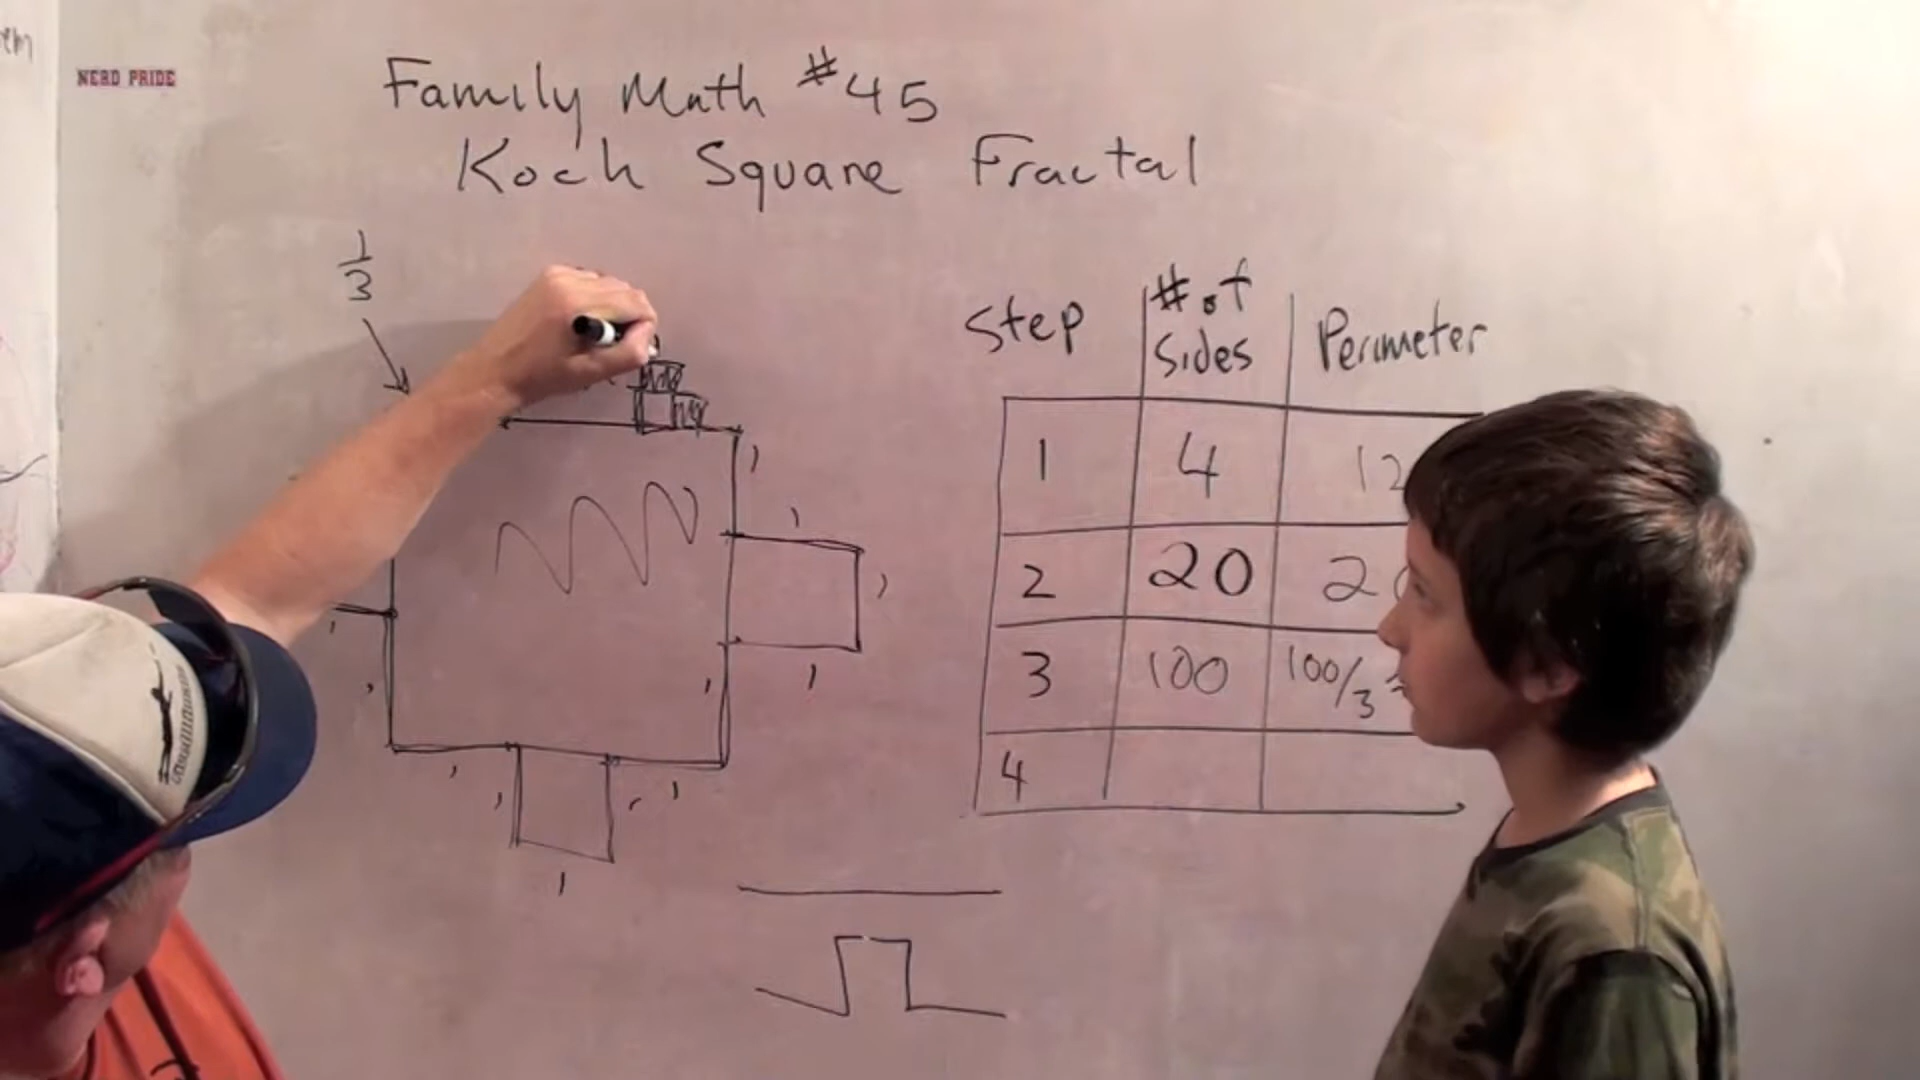 NERD PRIDE
Family Math #45
Koch Square Fractal
1/3
Step # of Sides Perimeter
1 4 12
2 20
3 100 100/3
4